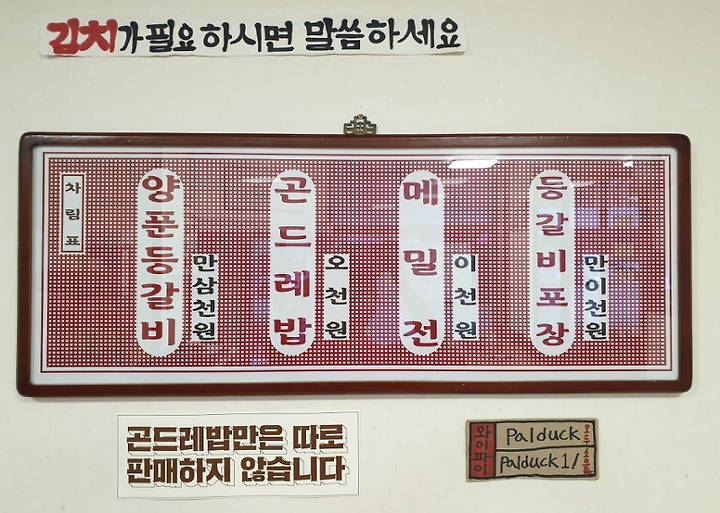 김치가필요하시면 말씀하세요
차림표
양푼등갈비
만삼천원
곤드레밥
오천원
메밀전
이천원
등갈비포장
만이천원
곤드레밥만은 따로
판매하지 않습니다
와이파이
Palduck
Palduck1!